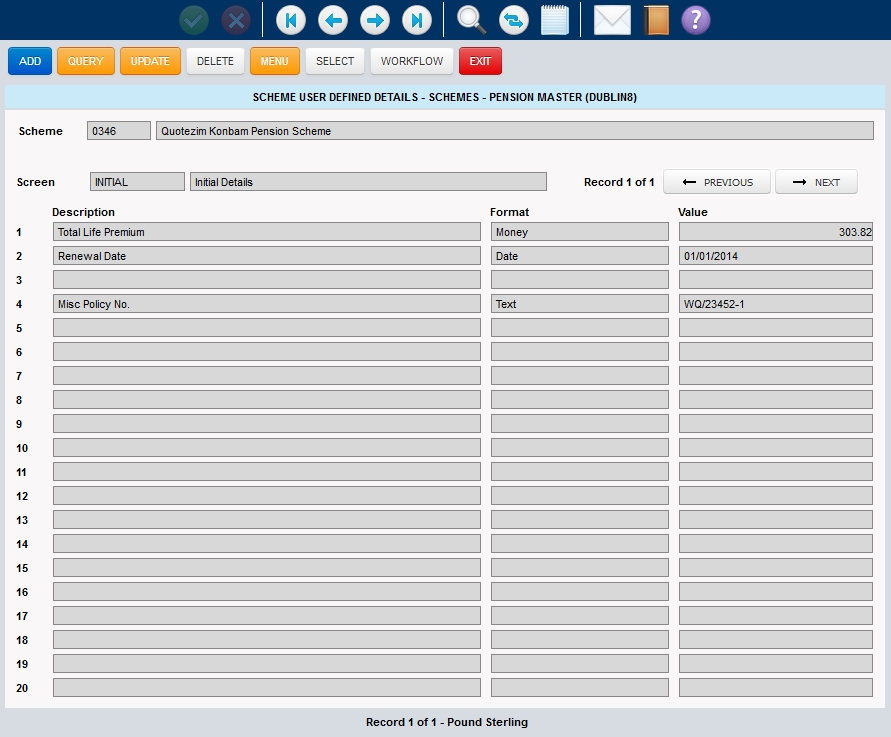 ADD QUERY UPDATE DELETE MENU SELECT WORKFLOW EXIT
SCHEME USER DEFINED DETAILS - SCHEMES - PENSION MASTER (DUBLIN8)
Scheme 0346 Quotezim Konbam Pension Scheme
Screen INITIAL Initial Details Record 1 of 1 PREVIOUS NEXT
Description Format Value
1 Total Life Premium Money 303.82
2 Renewal Date Date 01/01/2014
3
4 Misc Policy No. Text WQ/23452-1
5
6
7
8
9
10
11
12
13
14
15
16
17
18
19
20
Record 1 of 1 - Pound Sterling